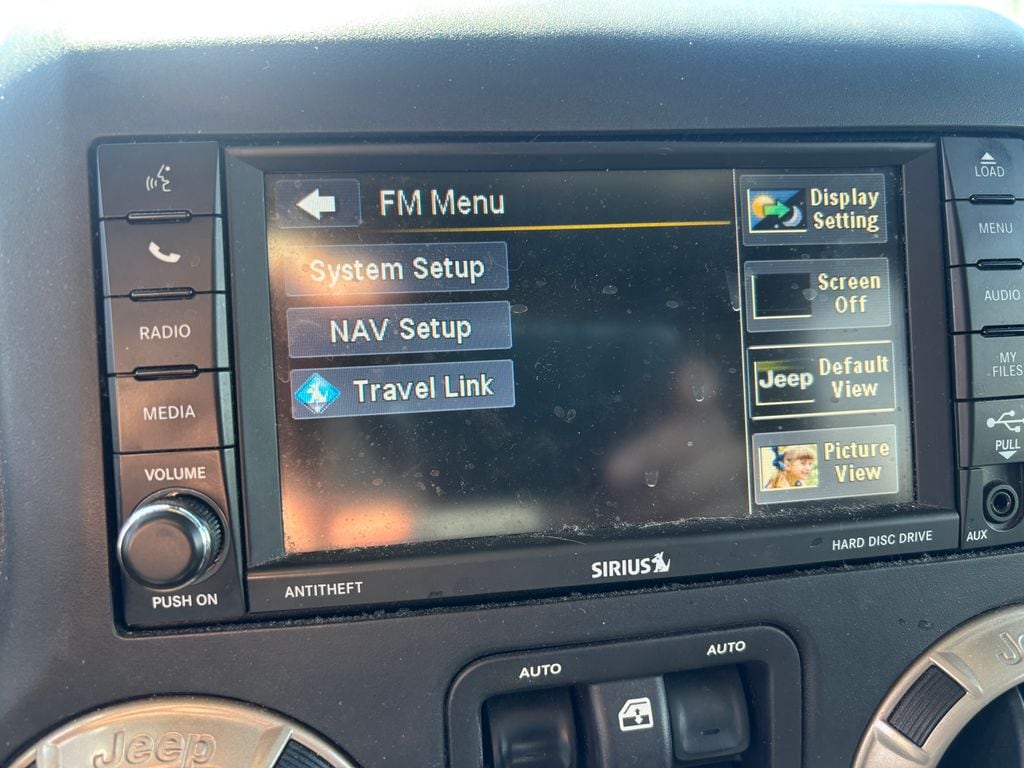 FM Menu
System Setup
NAV Setup
Travel Link
Display
Setting
Screen
Off
Jeep
Default
View
Picture
View
RADIO
MEDIA
VOLUME
PUSH ON
LOAD
MENU
AUDIO
MY
FILES
PULL
AUX
ANTITHEFT
SIRIUS
HARD DISC DRIVE
AUTO
AUTO
Jeep
Je